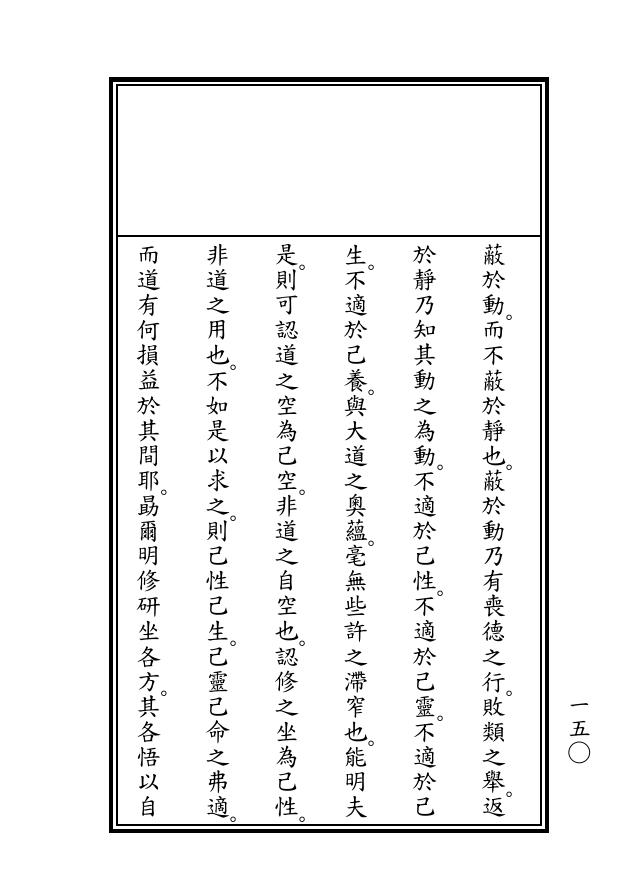 蔽於動。而不蔽於靜也。蔽於動乃有喪德之行。敗類之舉。返
於靜乃知其動之為動。不適於己性。不適於己靈。不適於己
生。不適於己養。與大道之奧蘊。毫無些許之滯窄也。能明夫
是。則可認道之空為己空。非道之自空也。認修之坐為己性。
非道之用也。不如是以求之。則己性己生。己靈己命之弗適。
而道有何損益於其間耶。勗爾明修研坐各方。其各悟以自
一五〇